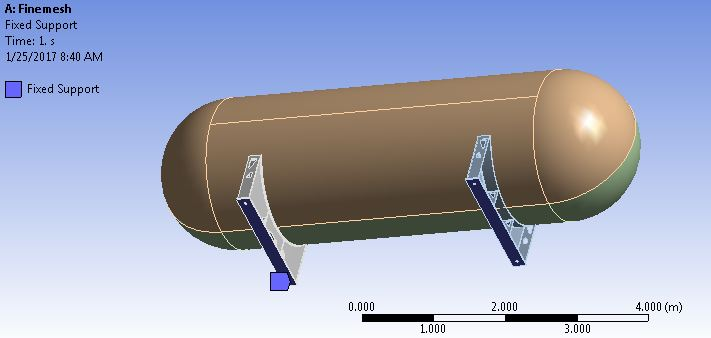 A: Finemesh
Fixed Support
Time: 1. s
1/25/2017 8:40 AM
Fixed Support
0.000 2.000 4.000 (m)
1.000 3.000